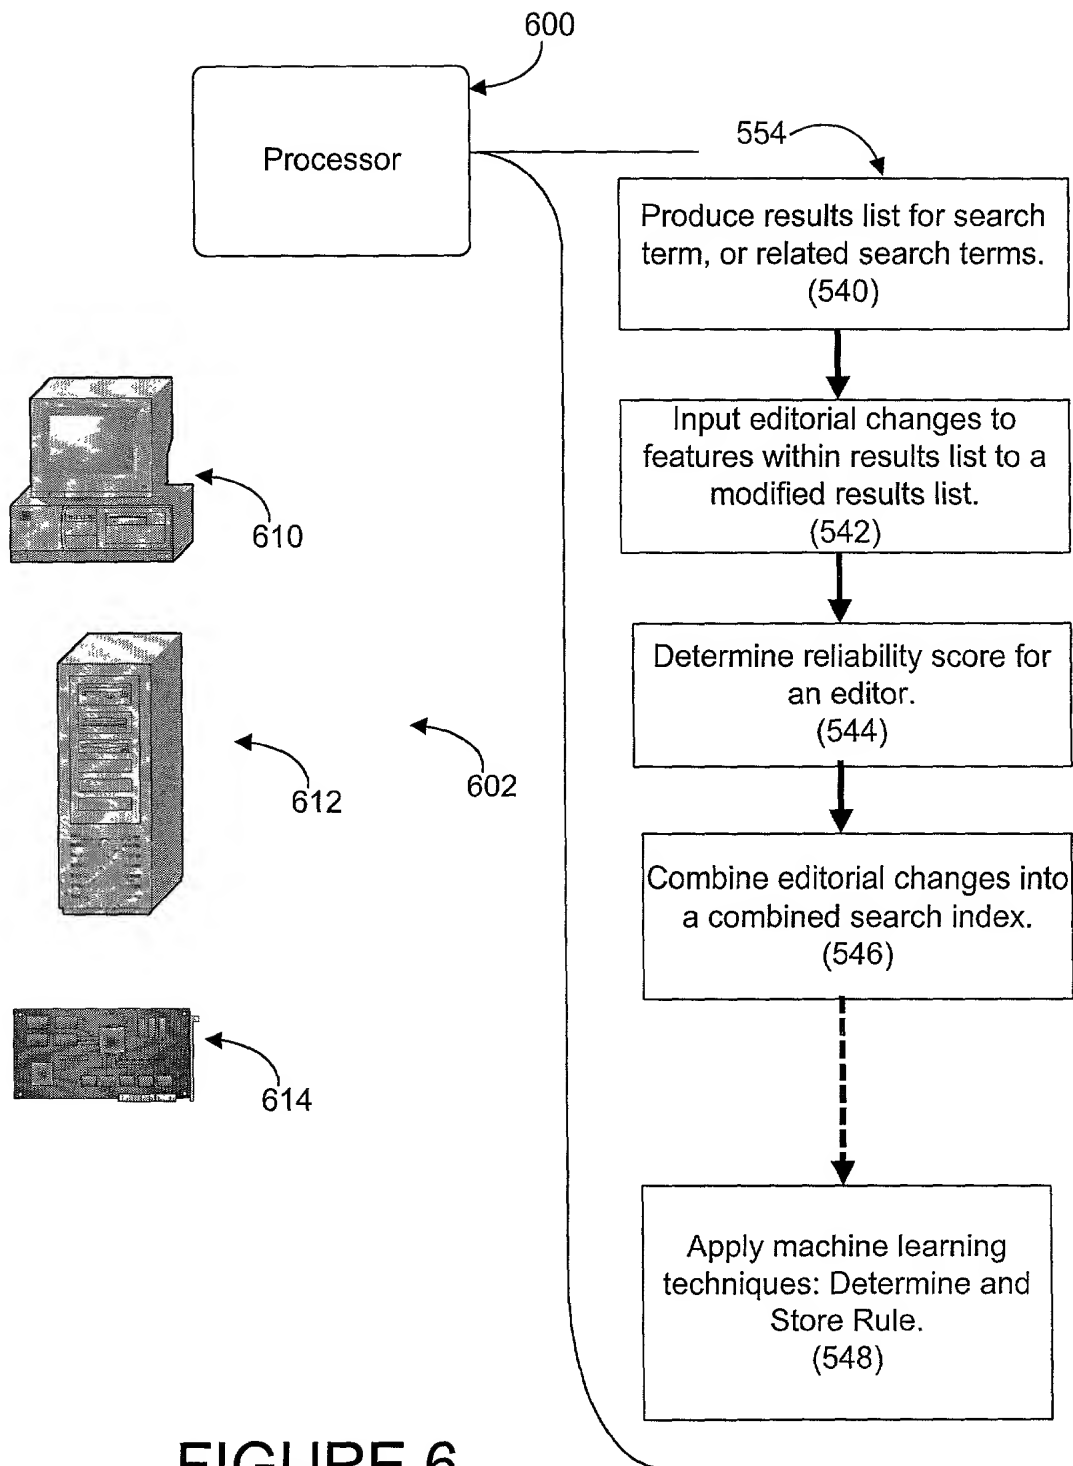 600
Processor
554
Produce results list for search
term, or related search terms.
(540)
Input editorial changes to
features within results list to a
modified results list.
(542)
610
Determine reliability score for
an editor.
(544)
612
602
Combine editorial changes into
a combined search index.
(546)
614
Apply machine learning
techniques: Determine and
Store Rule.
(548)
FIGURE 6